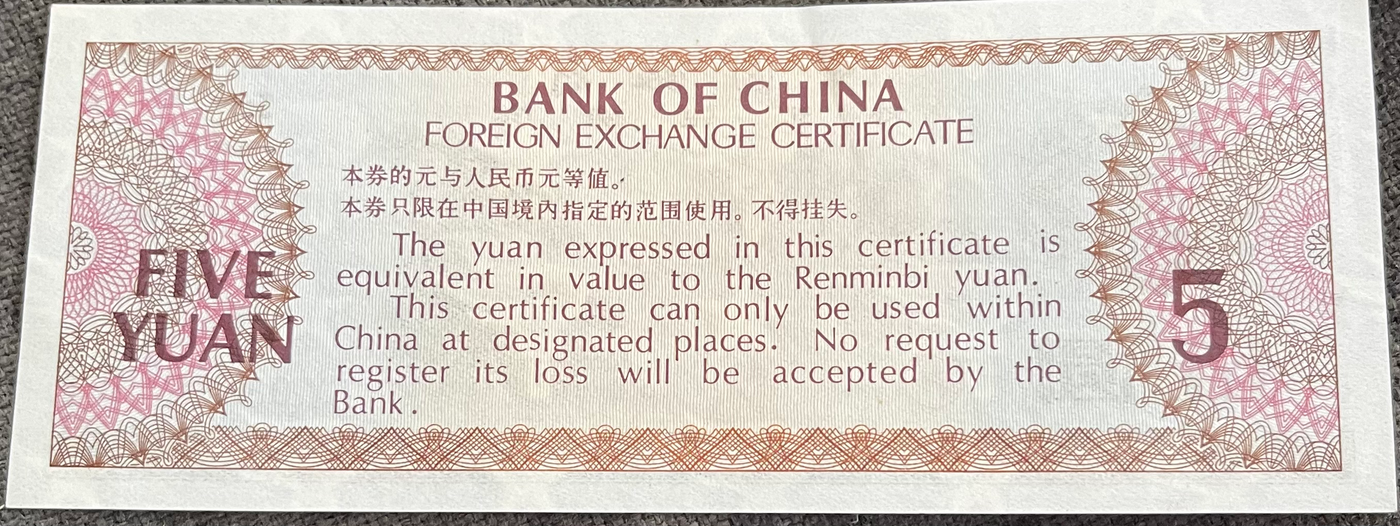 BANK OF CHINA
FOREIGN EXCHANGE CERTIFICATE
本券的元与人民币元等值。
本券只限在中国境内指定的范围使用。不得挂失。
The yuan expressed in this certificate is
equivalent in value to the Renminbi yuan.
This certificate can only be used within
China at designated places. No request to
register its loss will be accepted by the
Bank.
FIVE
YUAN
5